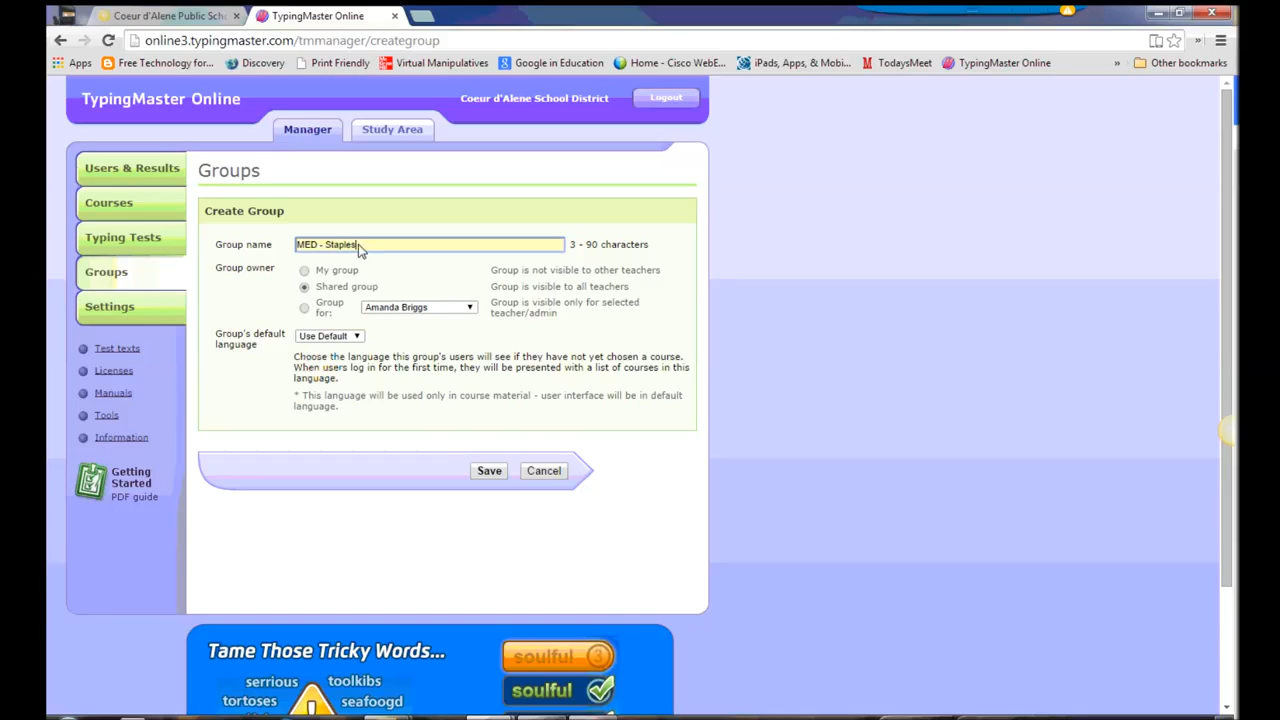 Coeur d'Alene Public Sch
TypingMaster Online
online3.typingmaster.com/tmmanager/creategroup
Apps Free Technology for... Discovery Print Friendly Virtual Manipulatives Google in Education Home - Cisco WebE... iPads, Apps, & Mobi... TodaysMeet TypingMaster Online » Other bookmarks
TypingMaster Online
Coeur d'Alene School District
Logout
Manager
Study Area
Users & Results
Courses
Typing Tests
Groups
Settings
Test texts
Licenses
Manuals
Tools
Information
Getting
Started
PDF guide
Groups
Create Group
Group name MED - Staples 3 - 90 characters
Group owner
My group Group is not visible to other teachers
Shared group Group is visible to all teachers
Group
for: Amanda Briggs Group is visible only for selected
teacher/admin
Group's default
language Use Default
Choose the language this group's users will see if they have not yet chosen a course.
When users log in for the first time, they will be presented with a list of courses in this
language.
* This language will be used only in course material - user interface will be in default
language.
Save Cancel
Tame Those Tricky Words...
serrious toolkibs
tortoses seafoogd
soulful 3
soulful